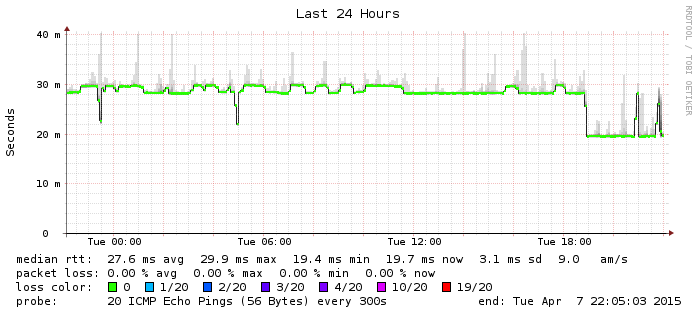 Last 24 Hours
RRDTOOL / TOBI OETIKER
Seconds
40 m
30 m
20 m
10 m
0
Tue 00:00 Tue 06:00 Tue 12:00 Tue 18:00
median rtt: 27.6 ms avg 29.9 ms max 19.4 ms min 19.7 ms now 3.1 ms sd 9.0 am/s
packet loss: 0.00 % avg 0.00 % max 0.00 % min 0.00 % now
loss color: 0 1/20 2/20 3/20 4/20 10/20 19/20
probe: 20 ICMP Echo Pings (56 Bytes) every 300s end: Tue Apr 7 22:05:03 2015